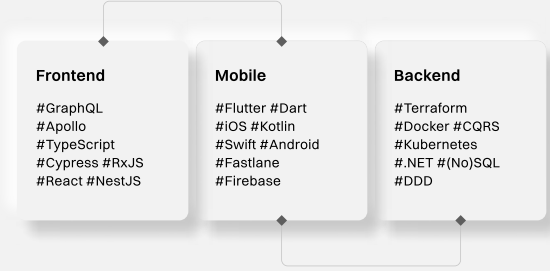 Frontend
#GraphQL
#Apollo
#TypeScript
#Cypress #RxJS
#React #NestJS
Mobile
#Flutter #Dart
#iOS #Kotlin
#Swift #Android
#Fastlane
#Firebase
Backend
#Terraform
#Docker #CQRS
#Kubernetes
#.NET #(No)SQL
#DDD